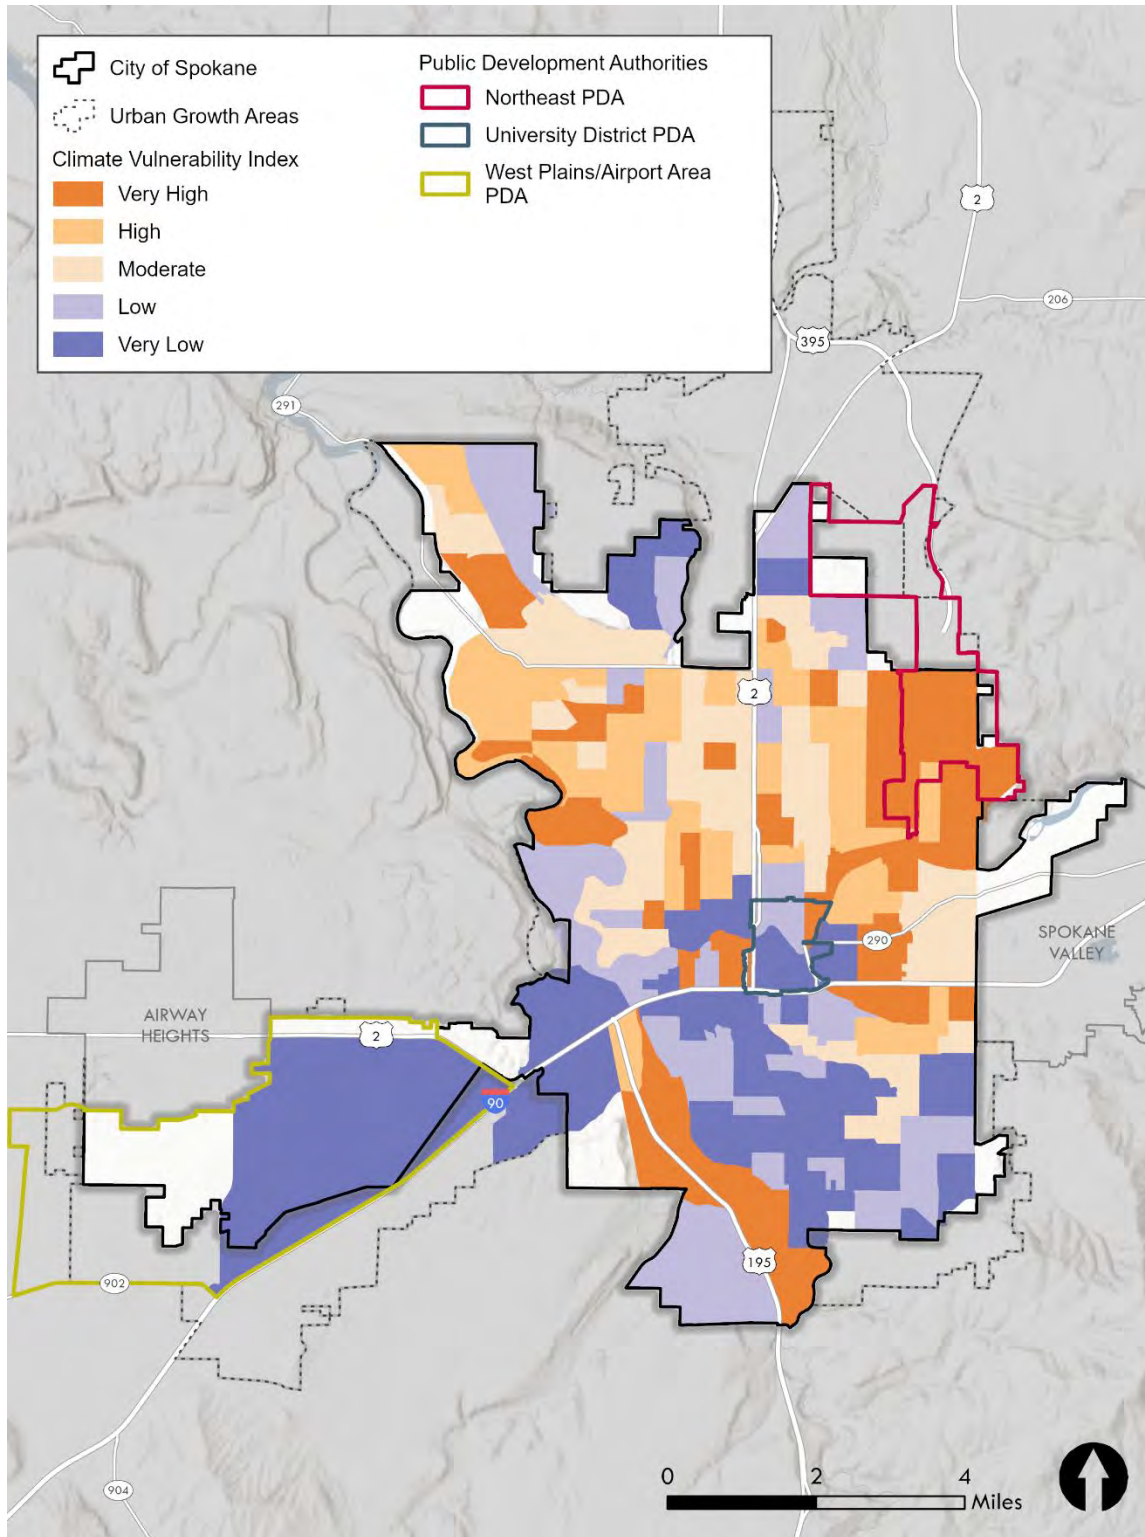 City of Spokane
Urban Growth Areas
Climate Vulnerability Index
Very High
High
Moderate
Low
Very Low
Public Development Authorities
Northeast PDA
University District PDA
West Plains/Airport Area
PDA
2
206
395
291
2
290
SPOKANE
VALLEY
AIRWAY
HEIGHTS
2
90
195
902
904
0 2 4
Miles